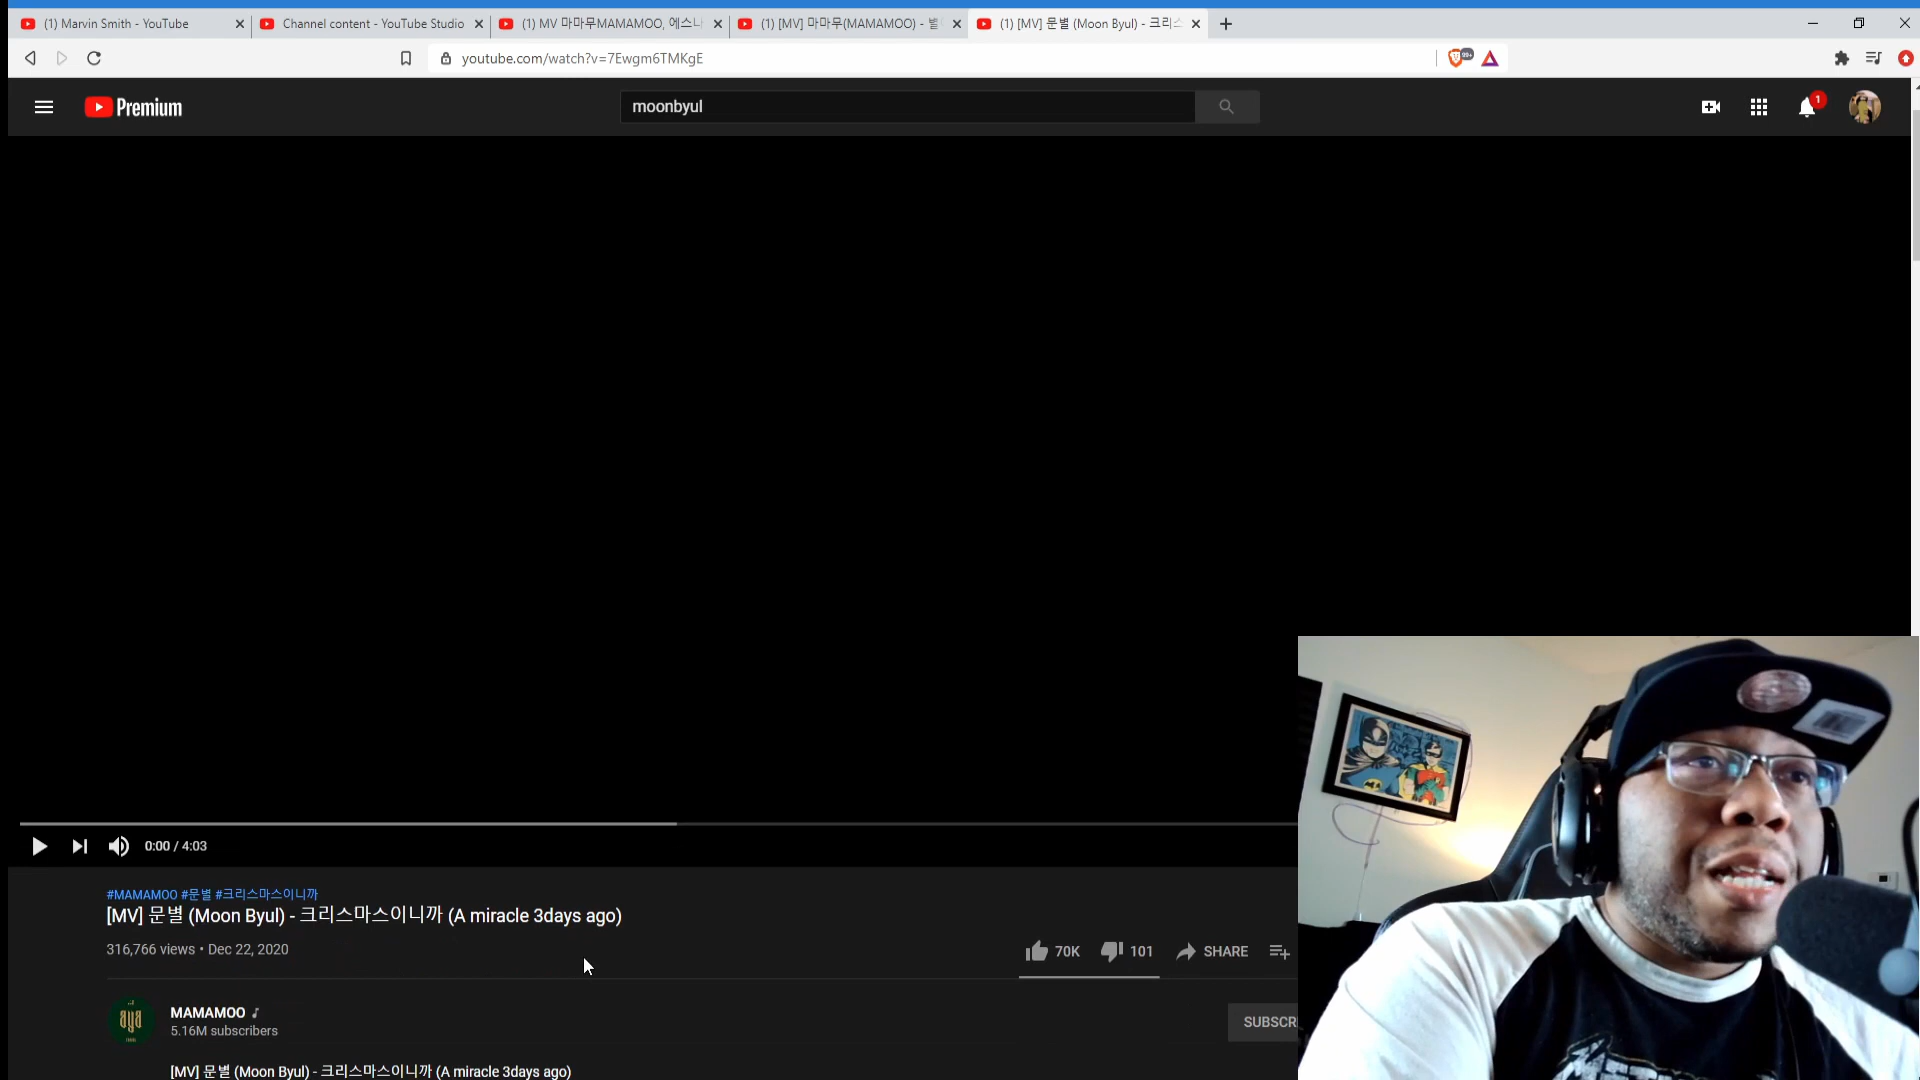 (1) Marvin Smith - YouTube
Channel content - YouTube Studio
(1) MV 마마무MAMAMOO, 에스
(1) [MV] 마마무(MAMAMOO) -
(1) [MV] 문별 (Moon Byul) - 크리
youtube.com/watch?v=7Ewgm6TMKgE
99+
Premium
moonbyul
1
0:00 / 4:03
#MAMAMOO #문별 #크리스마스이니까
[MV] 문별 (Moon Byul) - 크리스마스이니까 (A miracle 3days ago)
316,766 views • Dec 22, 2020
70K
101
SHARE
MAMAMOO
5.16M subscribers
SUBSCR
[MV] 문별 (Moon Byul) - 크리스마스이니까 (A miracle 3days ago)